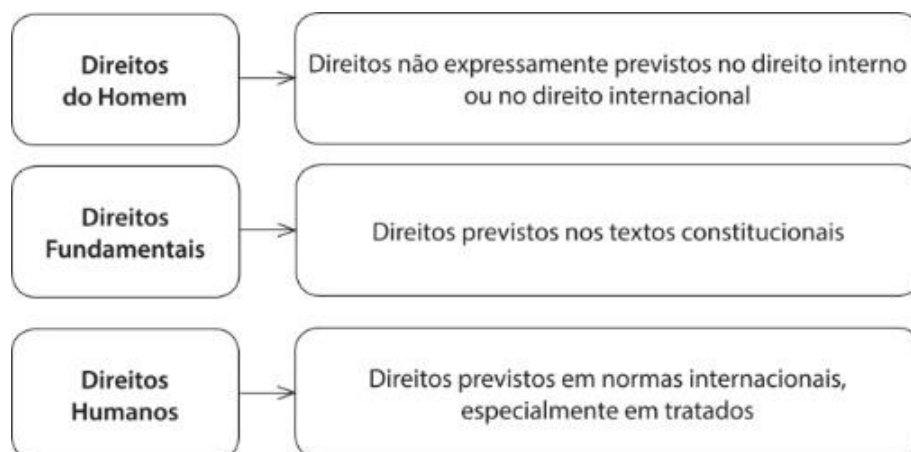 Direitos
do Homem
Direitos não expressamente previstos no direito interno
ou no direito internacional
Direitos
Fundamentais
Direitos previstos nos textos constitucionais
Direitos
Humanos
Direitos previstos em normas internacionais,
especialmente em tratados